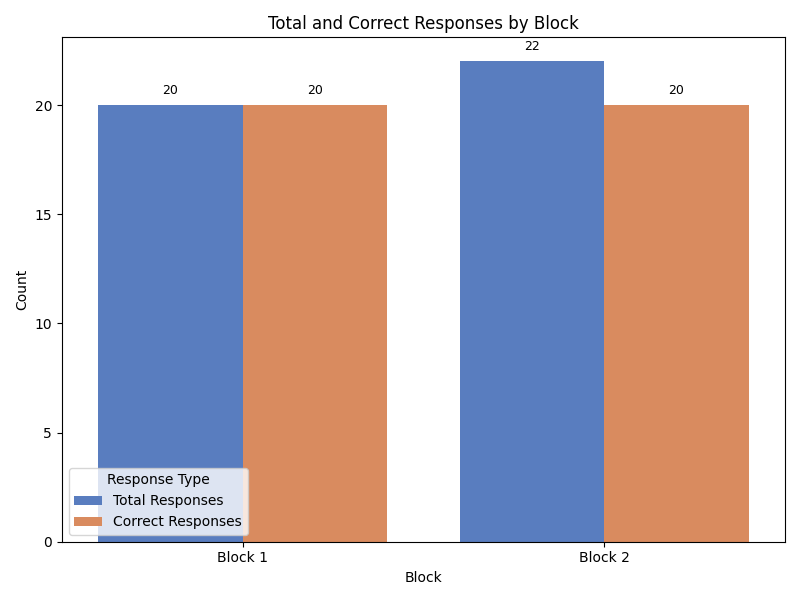 Total and Correct Responses by Block
22
20
20
20
20
15
10
5
0
Count
Response Type
Total Responses
Correct Responses
Block 1
Block 2
Block